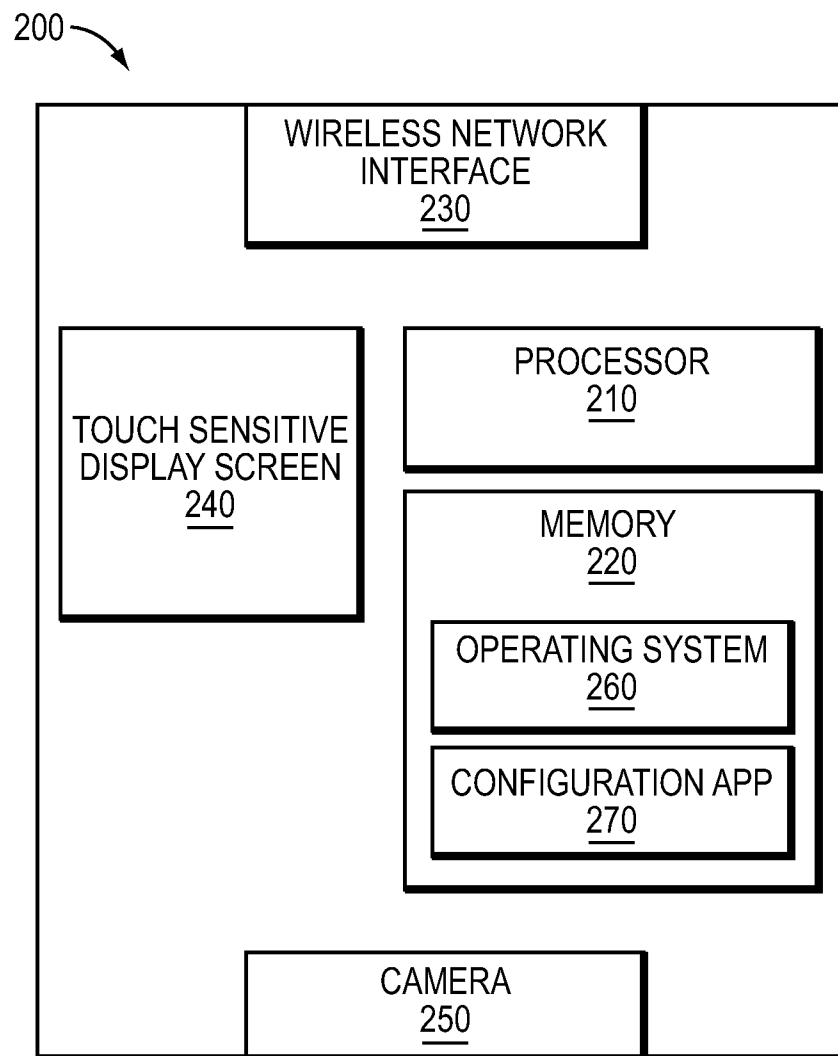 200
WIRELESS NETWORK
INTERFACE
230
TOUCH SENSITIVE
DISPLAY SCREEN
240
PROCESSOR
210
MEMORY
220
OPERATING SYSTEM
260
CONFIGURATION APP
270
CAMERA
250